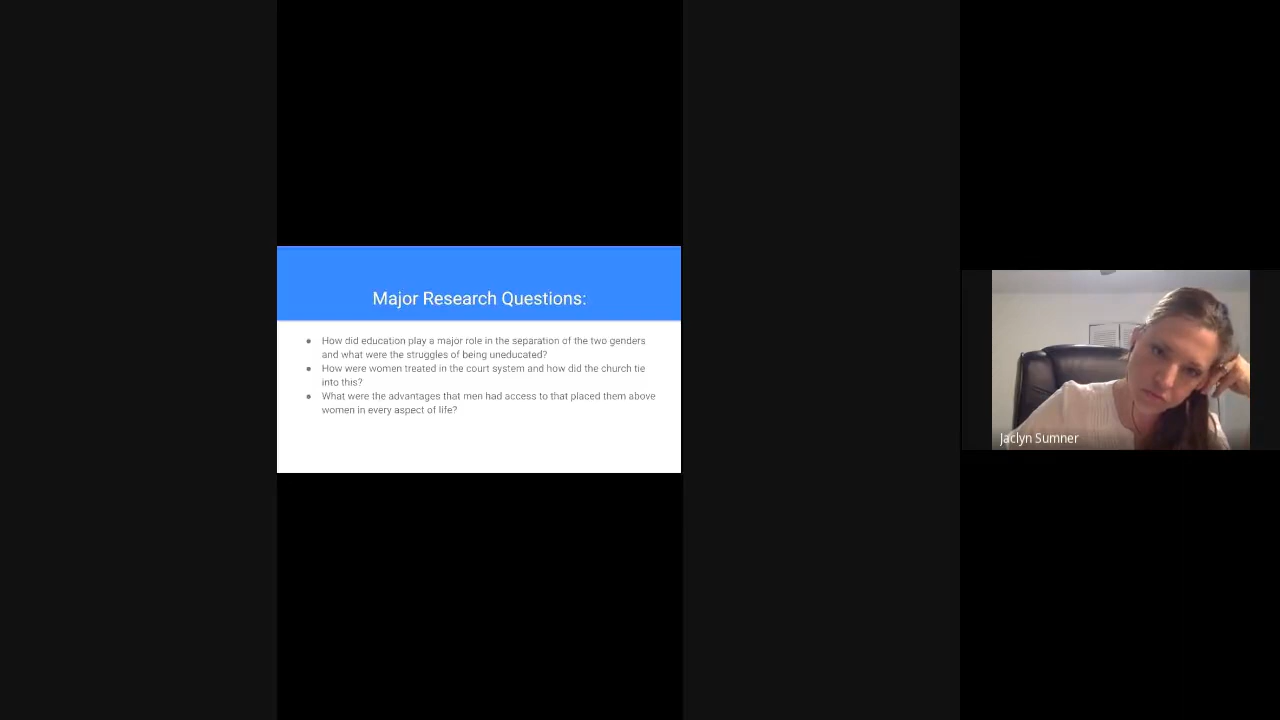 Major Research Questions:
● How did education play a major role in the separation of the two genders
and what were the struggles of being uneducated?
● How were women treated in the court system and how did the church tie
into this?
● What were the advantages that men had access to that placed them above
women in every aspect of life?
Jaclyn Sumner